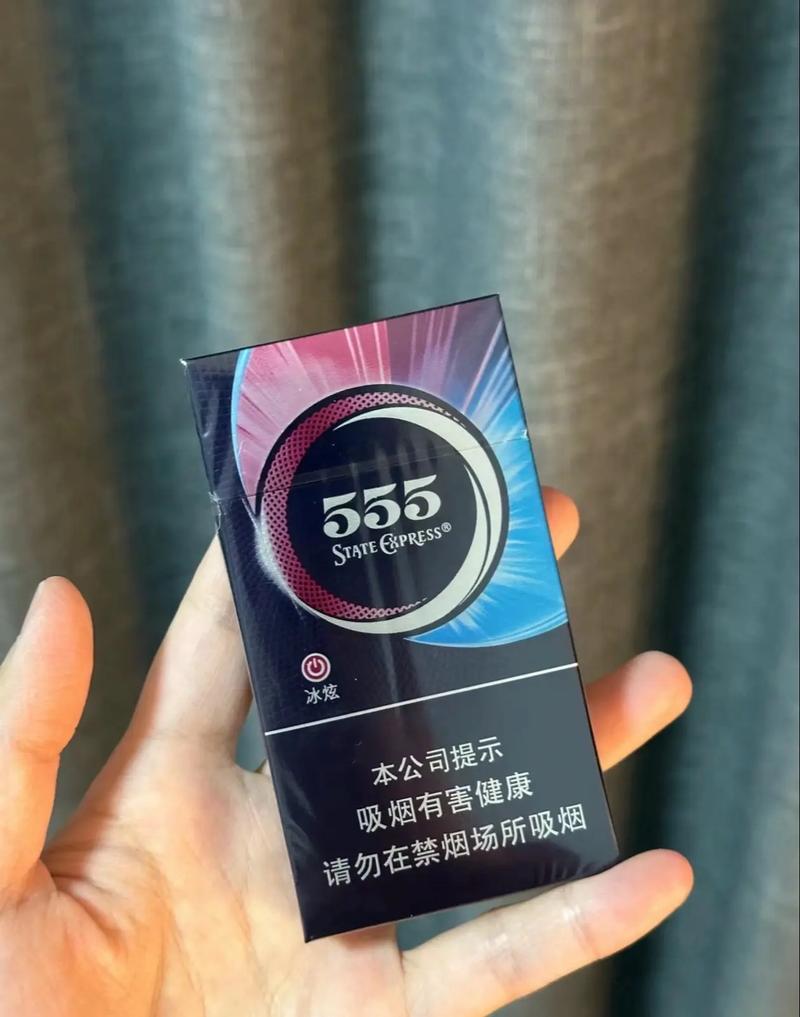 555
STATE EXPRESS®
冰炫
本公司提示
吸烟有害健康
请勿在禁烟场所吸烟